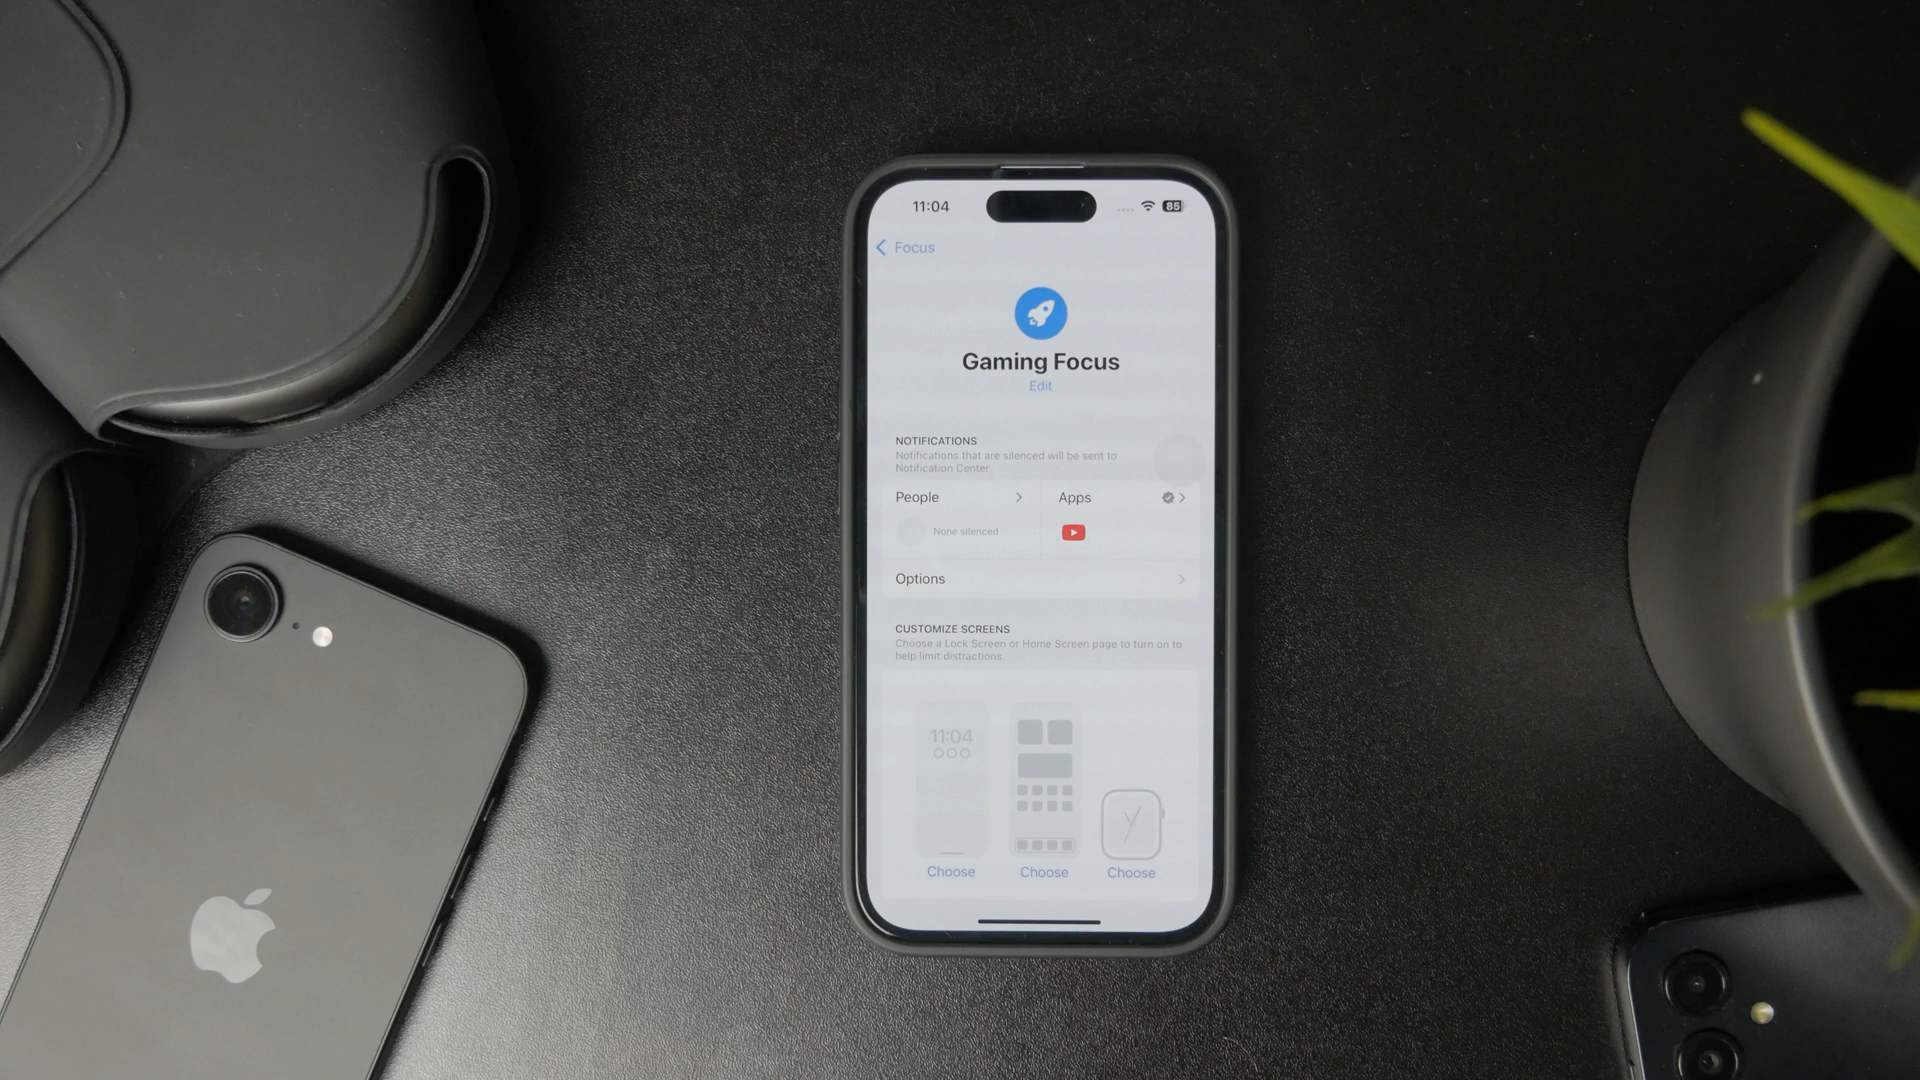 11:04
85
Focus
Gaming Focus
Edit
NOTIFICATIONS
Notifications that are silenced will be sent to
Notification Center.
People
Apps
None silenced
Options
CUSTOMIZE SCREENS
Choose a Lock Screen or Home Screen page to turn on to
help limit distractions.
11:04
Choose
Choose
Choose